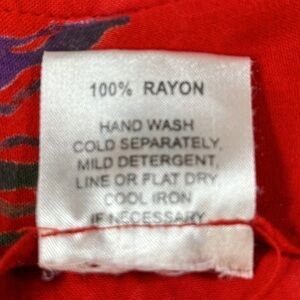 100% RAYON
HAND WASH
COLD SEPARATELY,
MILD DETERGENT,
LINE OR FLAT DRY
COOL IRON
IF NECESSARY